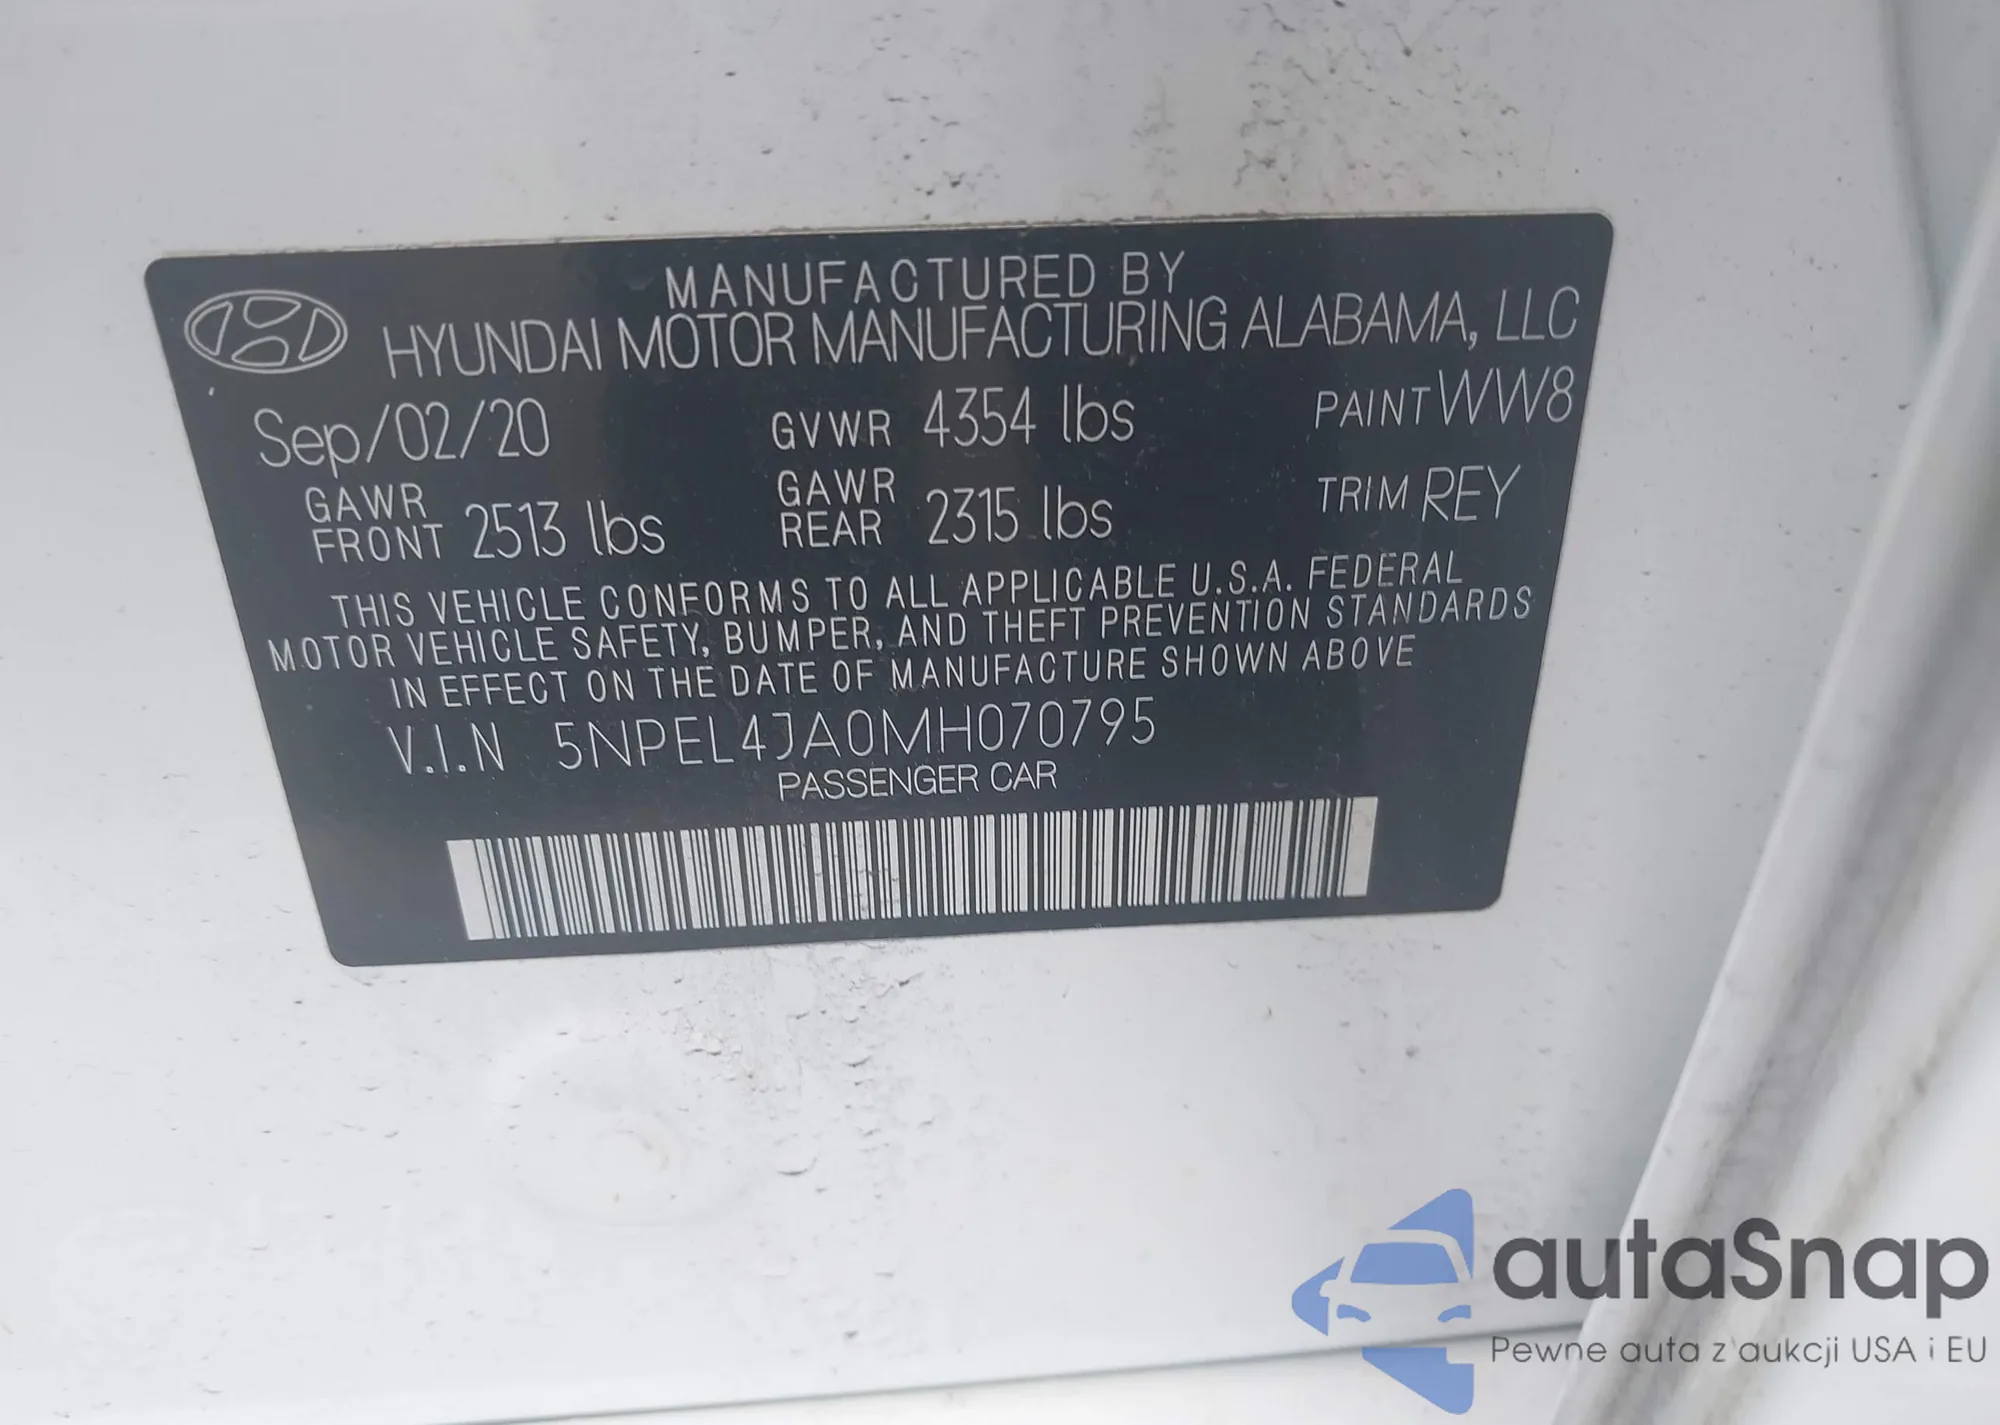 MANUFACTURED BY
HYUNDAI MOTOR MANUFACTURING ALABAMA, LLC
Sep/02/20 GVWR 4354 lbs PAINT WW8
GAWR FRONT 2513 lbs GAWR REAR 2315 lbs TRIM REY
THIS VEHICLE CONFORMS TO ALL APPLICABLE U.S.A. FEDERAL
MOTOR VEHICLE SAFETY, BUMPER, AND THEFT PREVENTION STANDARDS
IN EFFECT ON THE DATE OF MANUFACTURE SHOWN ABOVE
V.I.N 5NPEL4JA0MH070795
PASSENGER CAR
autaSnap
Pewne auta z aukcji USA i EU